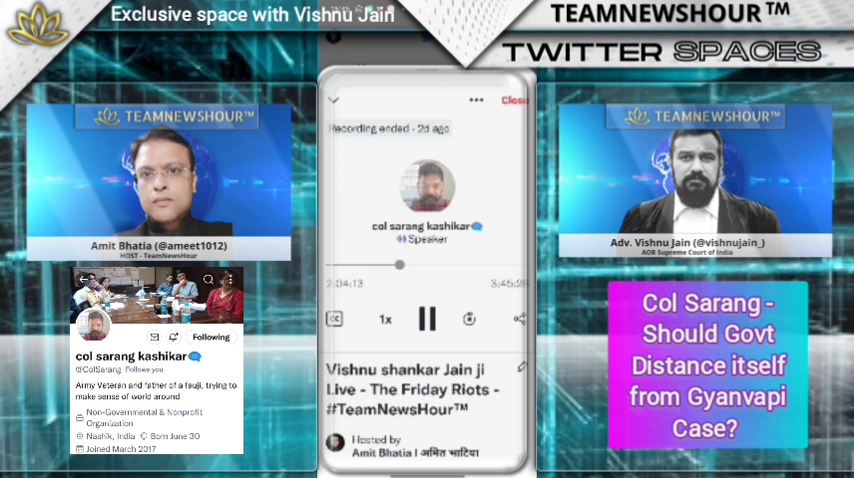 Exclusive space with Vishnu Jain
TEAMNEWSHOUR™
TWITTER SPACES
TEAMNEWSHOUR™
Amit Bhatia (@ameet1012)
HOST - TeamNewsHour
Following
col sarang kashikar
@ColSarang Follows you
Army Veteran and father of a fauji, trying to
make sense of world around
Non-Governmental & Nonprofit
Organization
Nashik, India Born June 30
Joined March 2017
Close
Recording ended · 2d ago
col sarang kashikar
Speaker
2:04:13 3:45:28
CC 1x
Vishnu shankar Jain ji
Live - The Friday Riots -
#TeamNewsHour™
Hosted by
Amit Bhatia | अमित भाटिया
TEAMNEWSHOUR™
Adv. Vishnu Jain (@vishnujain_)
AOR Supreme Court of India
Col Sarang -
Should Govt
Distance itself
from Gyanvapi
Case?